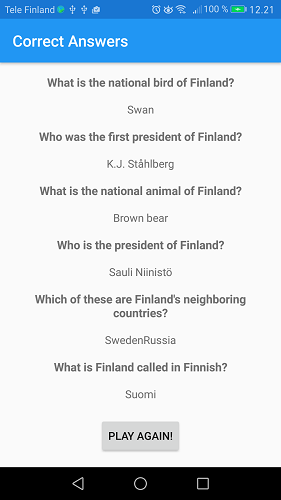 Tele Finland 100 % 12.21
Correct Answers
What is the national bird of Finland?
Swan
Who was the first president of Finland?
K.J. Ståhlberg
What is the national animal of Finland?
Brown bear
Who is the president of Finland?
Sauli Niinistö
Which of these are Finland's neighboring
countries?
SwedenRussia
What is Finland called in Finnish?
Suomi
PLAY AGAIN!